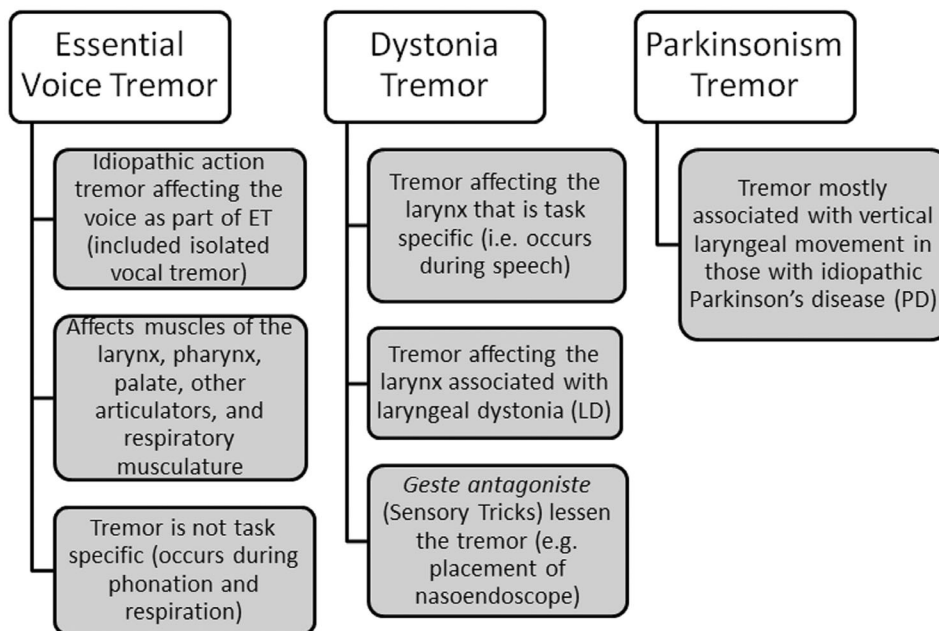 Essential
Voice Tremor
Idiopathic action
tremor affecting the
voice as part of ET
(included isolated
vocal tremor)
Affects muscles of the
larynx, pharynx,
palate, other
articulators, and
respiratory
musculature
Tremor is not task
specific (occurs during
phonation and
respiration)
Dystonia
Tremor
Tremor affecting the
larynx that is task
specific (i.e. occurs
during speech)
Tremor affecting the
larynx associated with
laryngeal dystonia (LD)
Geste antagoniste
(Sensory Tricks) lessen
the tremor (e.g.
placement of
nasoendoscope)
Parkinsonism
Tremor
Tremor mostly
associated with vertical
laryngeal movement in
those with idiopathic
Parkinson’s disease (PD)